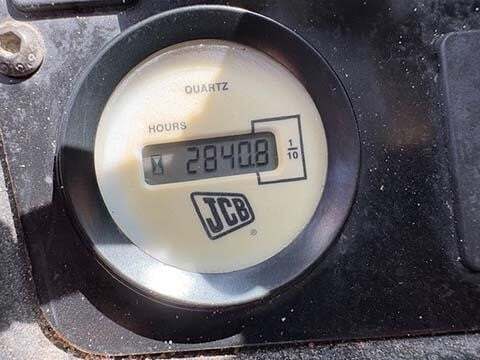 QUARTZ
HOURS
2840.8
1/10
JCB
®